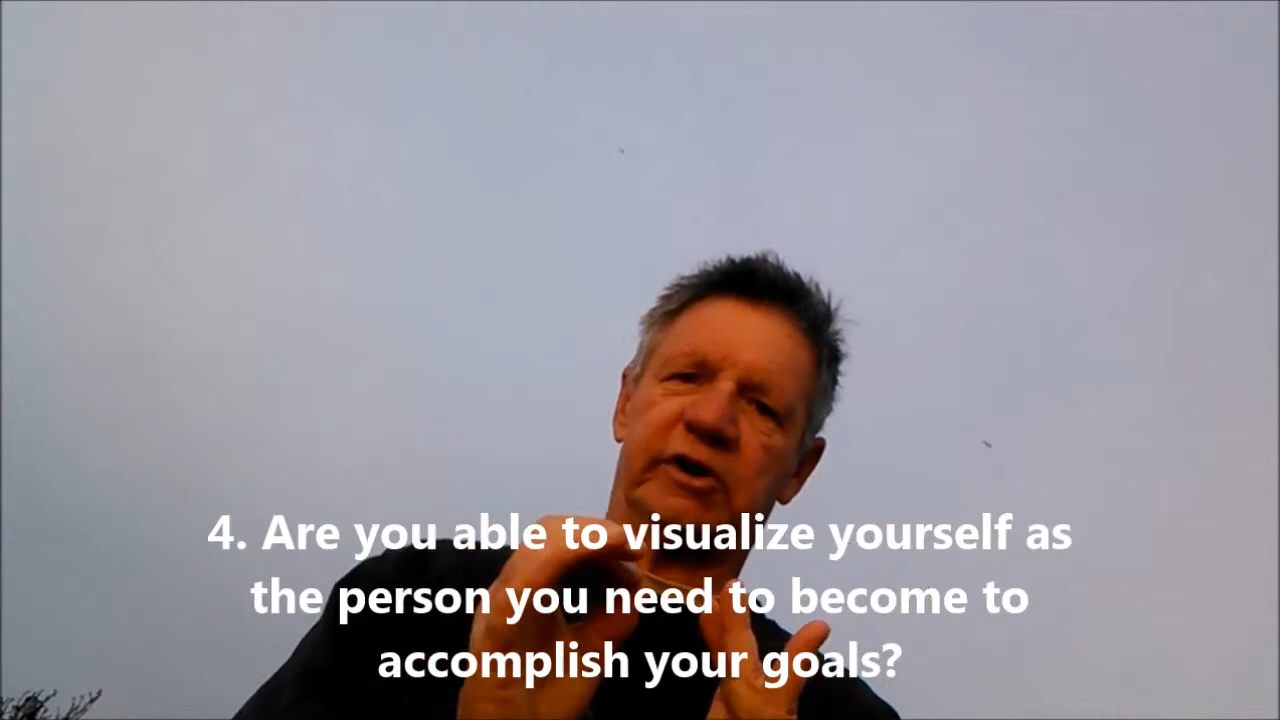 4. Are you able to visualize yourself as
the person you need to become to
accomplish your goals?